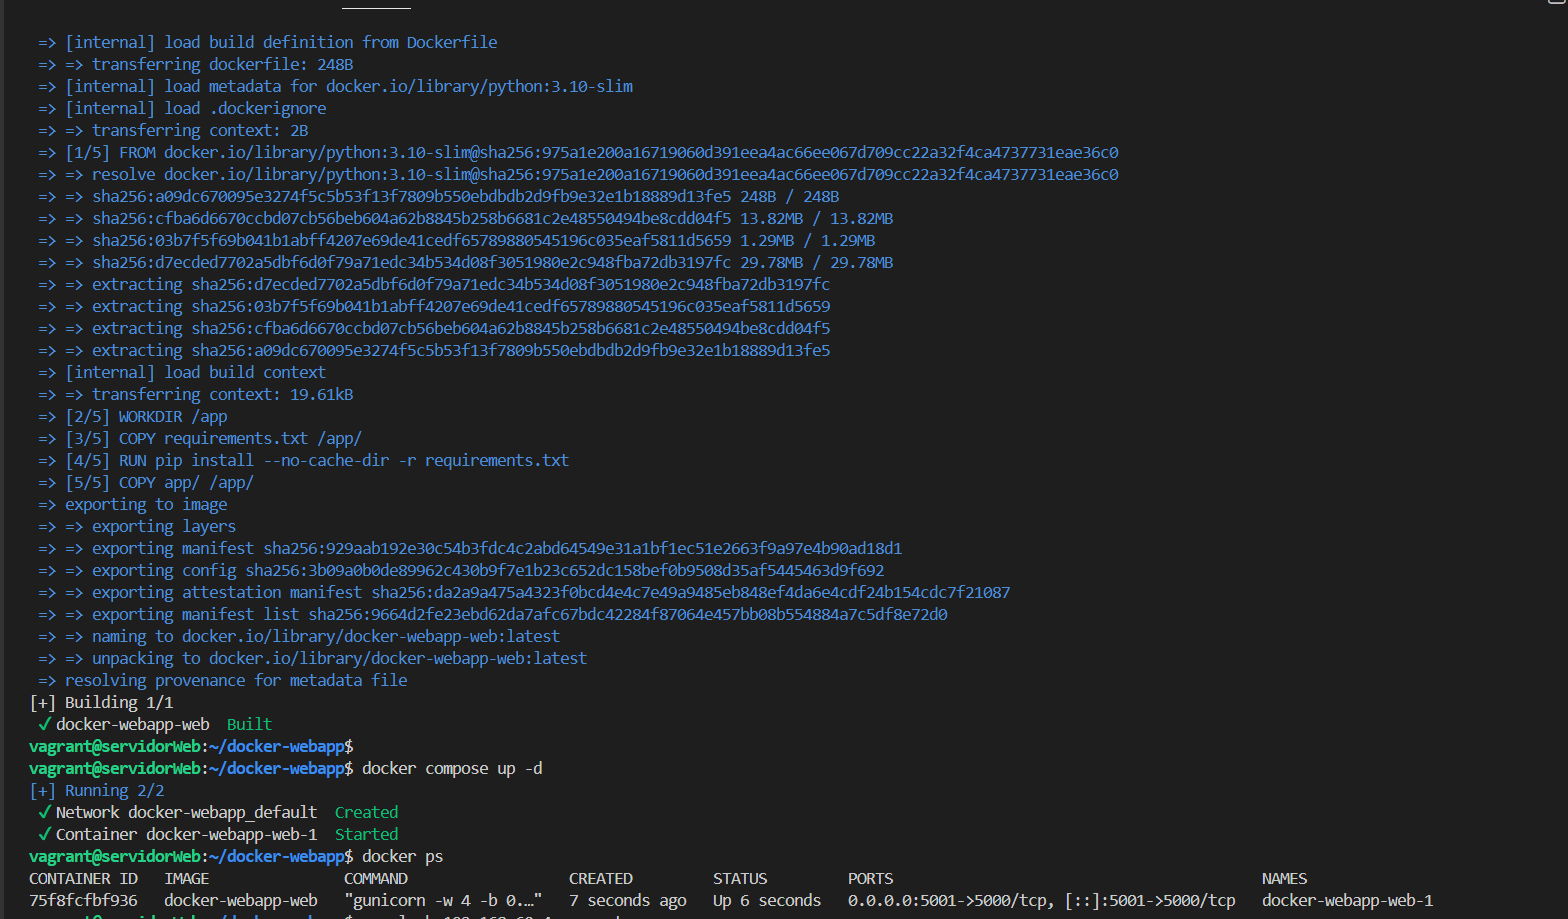 => [internal] load build definition from Dockerfile
=> => transferring dockerfile: 248B
=> [internal] load metadata for docker.io/library/python:3.10-slim
=> [internal] load .dockerignore
=> => transferring context: 2B
=> [1/5] FROM docker.io/library/python:3.10-slim@sha256:975a1e200a16719060d391eea4ac66ee067d709cc22a32f4ca4737731eae36c0
=> => resolve docker.io/library/python:3.10-slim@sha256:975a1e200a16719060d391eea4ac66ee067d709cc22a32f4ca4737731eae36c0
=> => sha256:a09dc670095e3274f5c5b53f13f7809b550ebdbdb2d9fb9e32e1b18889d13fe5 248B / 248B
=> => sha256:cfba6d6670ccbd07cb56beb604a62b8845b258b6681c2e48550494be8cdd04f5 13.82MB / 13.82MB
=> => sha256:03b7f5f69b041b1abff4207e69de41cedf65789880545196c035eaf5811d5659 1.29MB / 1.29MB
=> => sha256:d7ecded7702a5dbf6d0f79a71edc34b534d08f3051980e2c948fba72db3197fc 29.78MB / 29.78MB
=> => extracting sha256:d7ecded7702a5dbf6d0f79a71edc34b534d08f3051980e2c948fba72db3197fc
=> => extracting sha256:03b7f5f69b041b1abff4207e69de41cedf65789880545196c035eaf5811d5659
=> => extracting sha256:cfba6d6670ccbd07cb56beb604a62b8845b258b6681c2e48550494be8cdd04f5
=> => extracting sha256:a09dc670095e3274f5c5b53f13f7809b550ebdbdb2d9fb9e32e1b18889d13fe5
=> [internal] load build context
=> => transferring context: 19.61kB
=> [2/5] WORKDIR /app
=> [3/5] COPY requirements.txt /app/
=> [4/5] RUN pip install --no-cache-dir -r requirements.txt
=> [5/5] COPY app/ /app/
=> exporting to image
=> => exporting layers
=> => exporting manifest sha256:929aab192e30c54b3fdc4c2abd64549e31a1bf1ec51e2663f9a97e4b90ad18d1
=> => exporting config sha256:3b09a0b0de89962c430b9f7e1b23c652dc158bef0b9508d35af5445463d9f692
=> => exporting attestation manifest sha256:da2a9a475a4323f0bcd4e4c7e49a9485eb848ef4da6e4cdf24b154cdc7f21087
=> => exporting manifest list sha256:9664d2fe23ebd62da7afc67bdc42284f87064e457bb08b554884a7c5df8e72d0
=> => naming to docker.io/library/docker-webapp-web:latest
=> => unpacking to docker.io/library/docker-webapp-web:latest
=> resolving provenance for metadata file
[+] Building 1/1
✓ docker-webapp-web Built
vagrant@servidorWeb:~/docker-webapp$
vagrant@servidorWeb:~/docker-webapp$ docker compose up -d
[+] Running 2/2
✓ Network docker-webapp_default Created
✓ Container docker-webapp-web-1 Started
vagrant@servidorWeb:~/docker-webapp$ docker ps
CONTAINER ID IMAGE COMMAND CREATED STATUS PORTS NAMES
75f8fcfbf936 docker-webapp-web "gunicorn -w 4 -b 0.…" 7 seconds ago Up 6 seconds 0.0.0.0:5001->5000/tcp, [::]:5001->5000/tcp docker-webapp-web-1